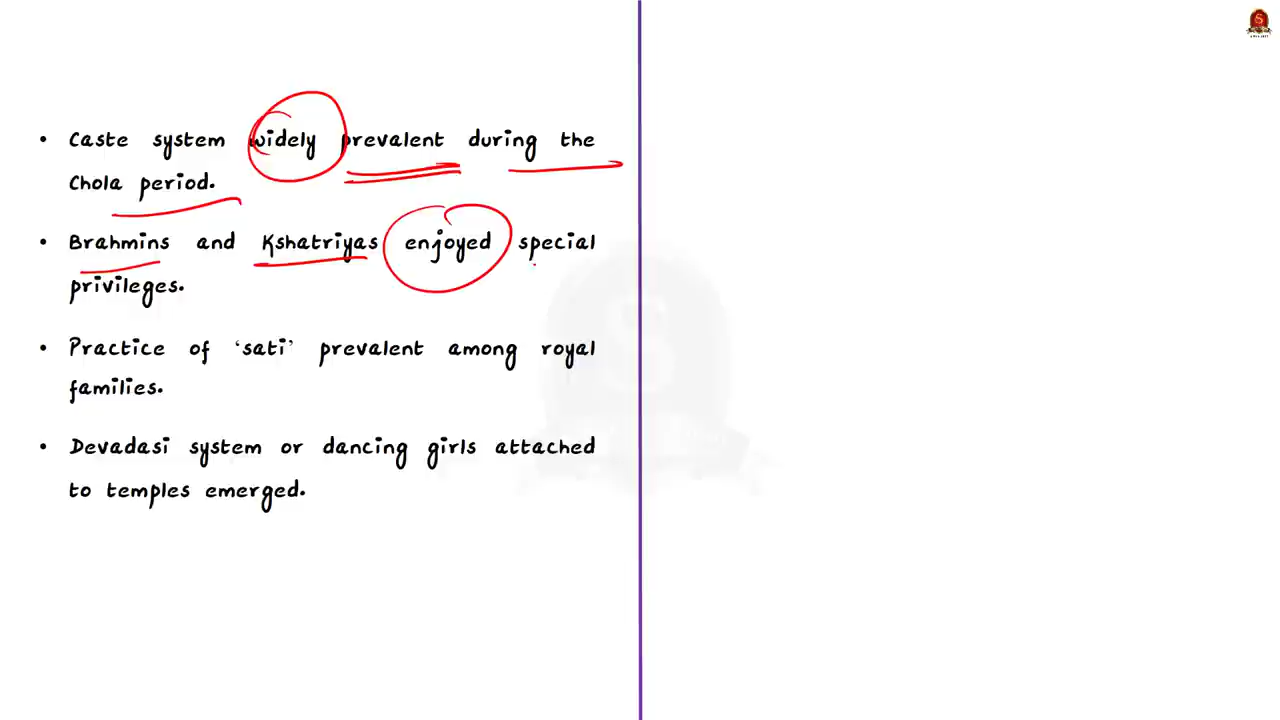 • Caste system widely prevalent during the
Chola period.
• Brahmins and Kshatriyas enjoyed special
privileges.
• Practice of ‘sati’ prevalent among royal
families.
• Devadasi system or dancing girls attached
to temples emerged.